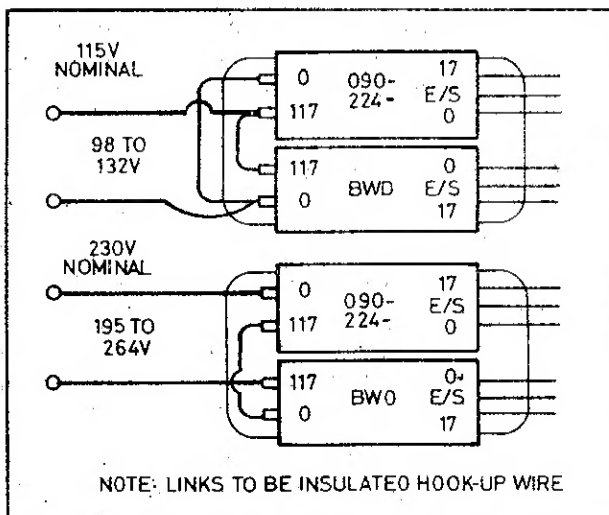 115V
NOMINAL
98 TO
132V
0
117
090-
224-
17
E/S
0
117
0
BWD
0
E/S
17
230V
NOMINAL
195 TO
264V
0
117
090-
224-
17
E/S
0
117
0
BWO
0
E/S
17
NOTE: LINKS TO BE INSULATED HOOK-UP WIRE